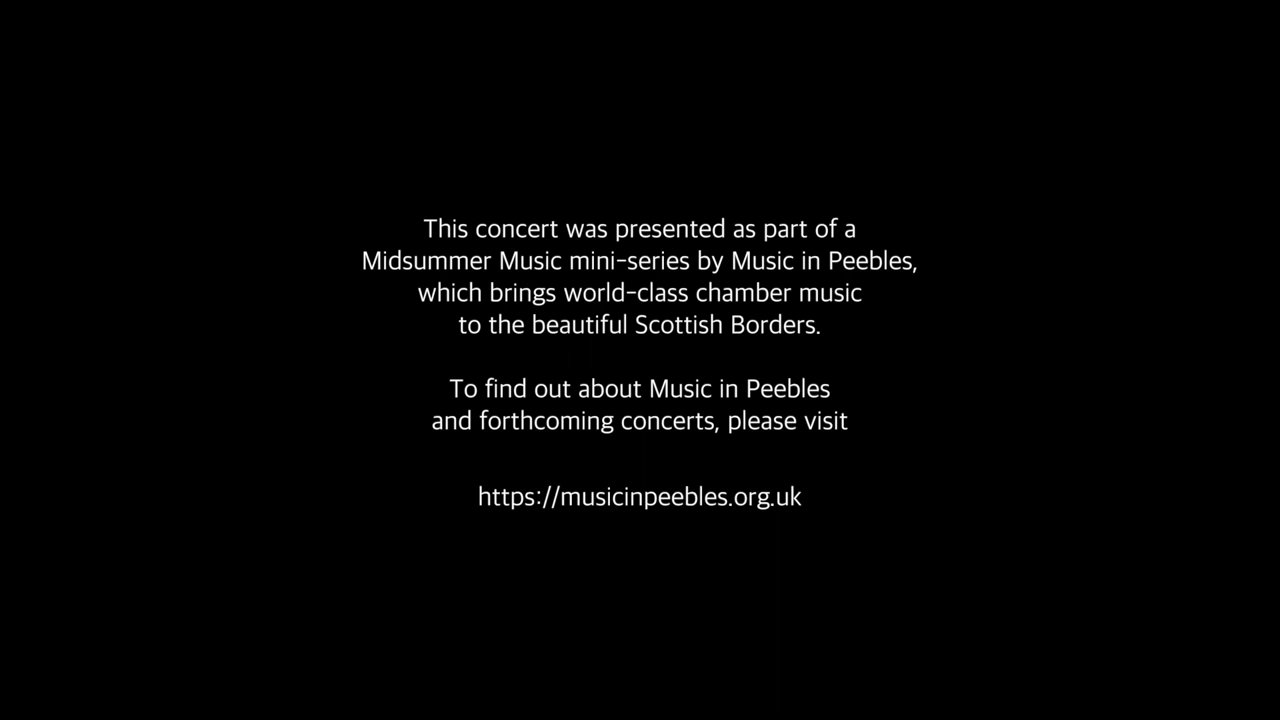 This concert was presented as part of a
Midsummer Music mini-series by Music in Peebles,
which brings world-class chamber music
to the beautiful Scottish Borders.
To find out about Music in Peebles
and forthcoming concerts, please visit
https://musicinpeebles.org.uk